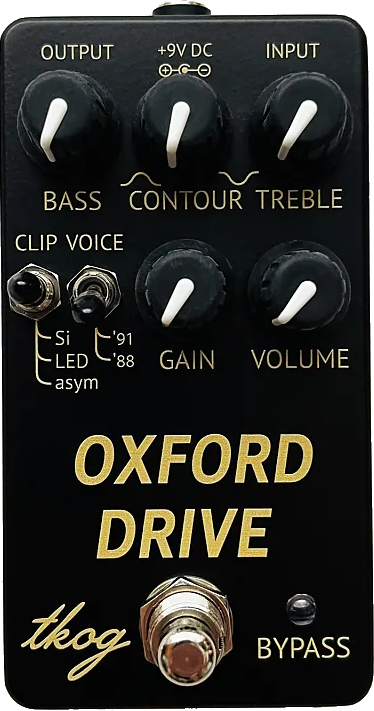 OUTPUT +9V DC INPUT
BASS CONTOUR TREBLE
CLIP VOICE
Si '91
LED '88
asym
GAIN VOLUME
OXFORD
DRIVE
tkog
BYPASS